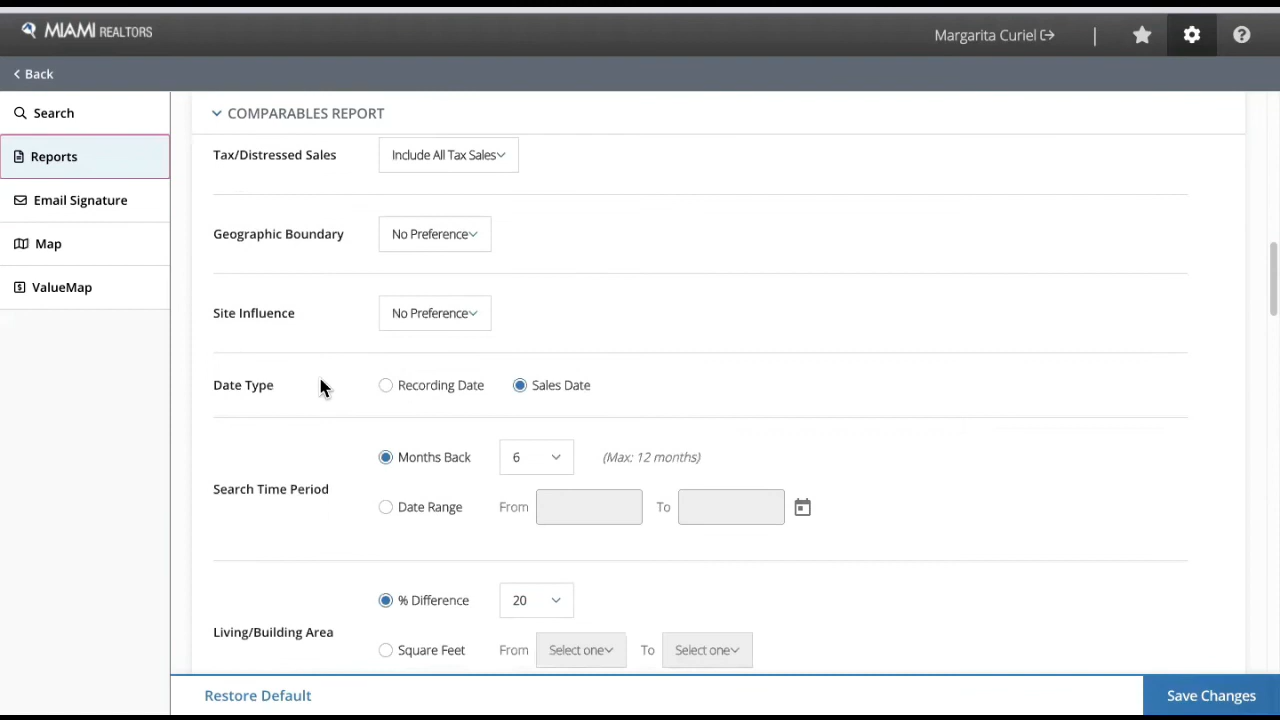 MIAMI REALTORS
Margarita Curiel
Back
Search
Reports
Email Signature
Map
ValueMap
COMPARABLES REPORT
Tax/Distressed Sales Include All Tax Sales
Geographic Boundary No Preference
Site Influence No Preference
Date Type Recording Date Sales Date
Months Back 6 (Max: 12 months)
Search Time Period
Date Range From To
% Difference 20
Living/Building Area
Square Feet From Select one To Select one
Restore Default Save Changes